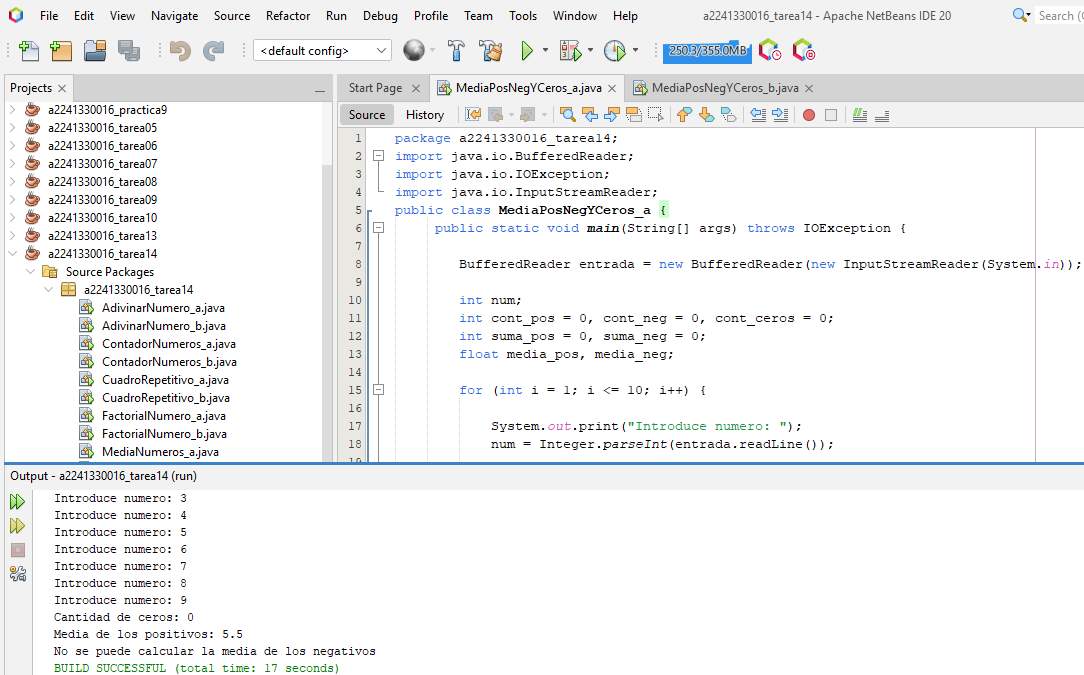 File Edit View Navigate Source Refactor Run Debug Profile Team Tools Window Help a2241330016_tarea14 - Apache NetBeans IDE 20 Search (
<default config> 250.3/355.0MB
Projects
a2241330016_practica9
a2241330016_tarea05
a2241330016_tarea06
a2241330016_tarea07
a2241330016_tarea08
a2241330016_tarea09
a2241330016_tarea10
a2241330016_tarea13
a2241330016_tarea14
Source Packages
a2241330016_tarea14
AdivinarNumero_a.java
AdivinarNumero_b.java
ContadorNumeros_a.java
ContadorNumeros_b.java
CuadroRepetitivo_a.java
CuadroRepetitivo_b.java
FactorialNumero_a.java
FactorialNumero_b.java
MediaNumeros_a.java
Start Page MediaPosNegYCeros_a.java MediaPosNegYCeros_b.java
Source History
1 package a2241330016_tarea14;
2 import java.io.BufferedReader;
3 import java.io.IOException;
4 import java.io.InputStreamReader;
5 public class MediaPosNegYCeros_a {
6 public static void main(String[] args) throws IOException {
7
8 BufferedReader entrada = new BufferedReader(new InputStreamReader(System.in));
9
10 int num;
11 int cont_pos = 0, cont_neg = 0, cont_ceros = 0;
12 int suma_pos = 0, suma_neg = 0;
13 float media_pos, media_neg;
14
15 for (int i = 1; i <= 10; i++) {
16
17 System.out.print("Introduce numero: ");
18 num = Integer.parseInt(entrada.readLine());
19
Output - a2241330016_tarea14 (run)
Introduce numero: 3
Introduce numero: 4
Introduce numero: 5
Introduce numero: 6
Introduce numero: 7
Introduce numero: 8
Introduce numero: 9
Cantidad de ceros: 0
Media de los positivos: 5.5
No se puede calcular la media de los negativos
BUILD SUCCESSFUL (total time: 17 seconds)